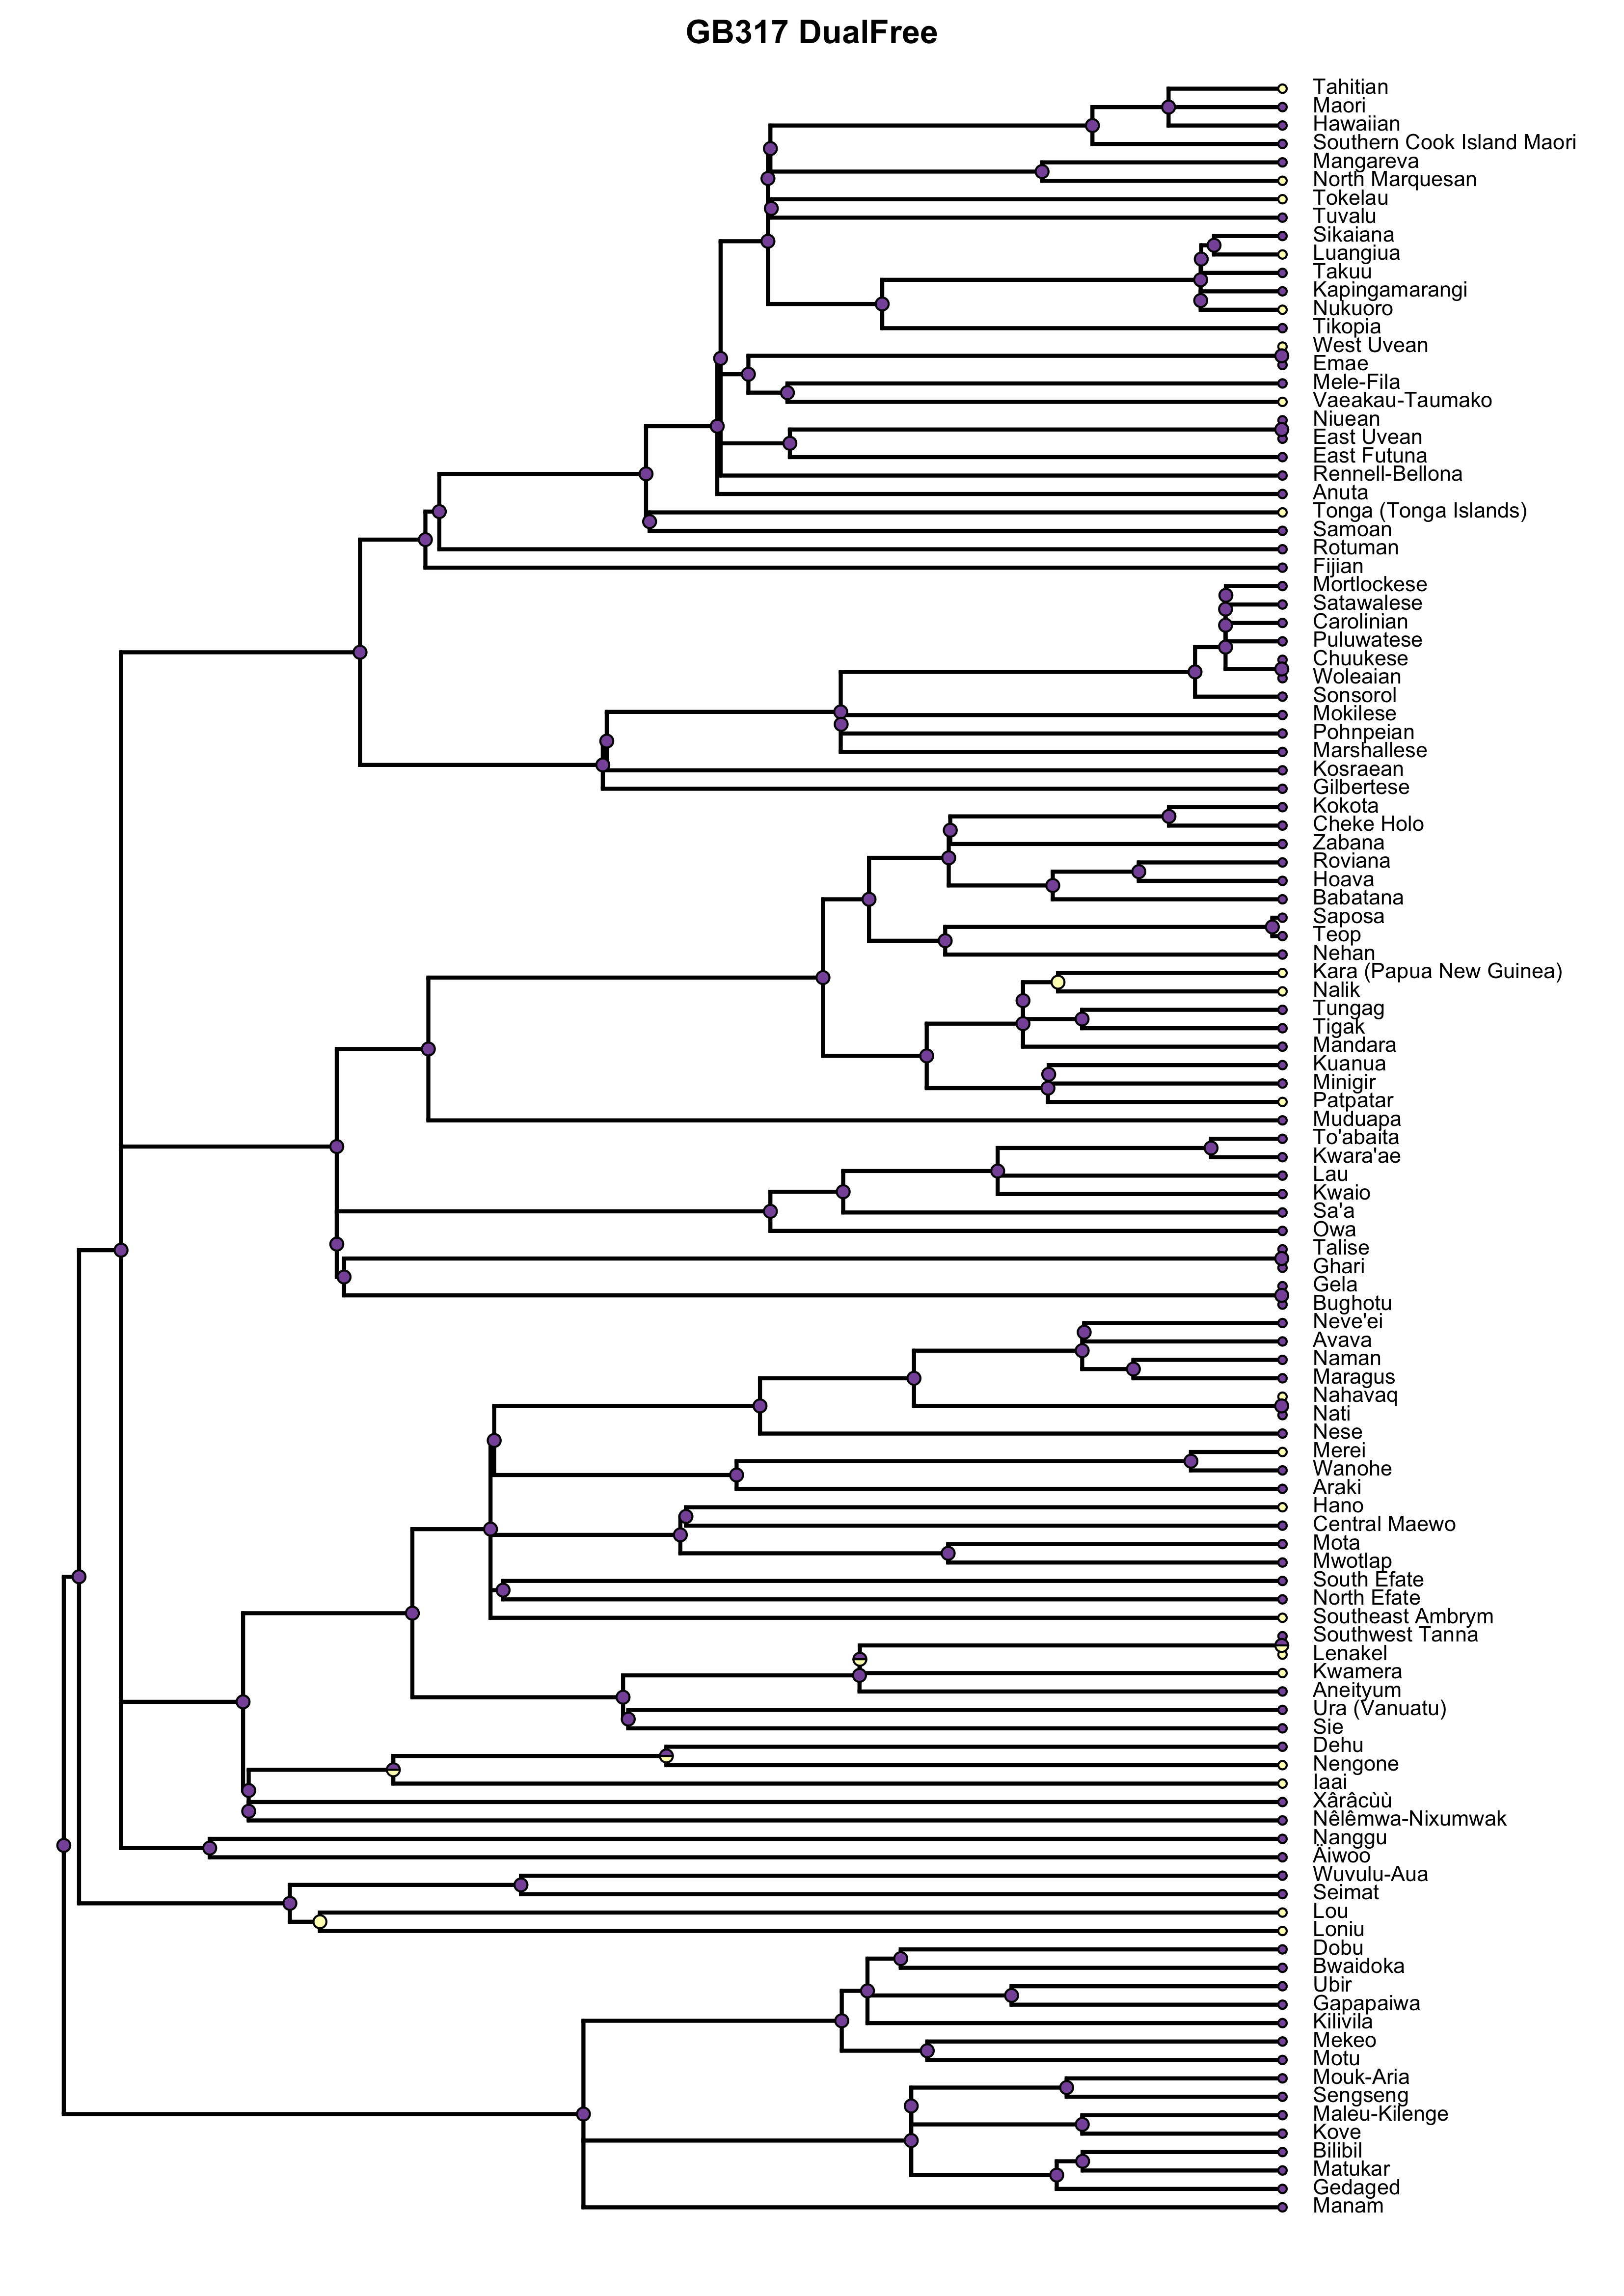 GB317 DualFree
Tahitian
Maori
Hawaiian
Southern Cook Island Maori
Mangareva
North Marquesan
Tokelau
Tuvalu
Sikaiana
Luangiua
Takuu
Kapingamarangi
Nukuoro
Tikopia
West Uvean
Emae
Mele-Fila
Vaeakau-Taumako
Niuean
East Uvean
East Futuna
Rennell-Bellona
Anuta
Tonga (Tonga Islands)
Samoan
Rotuman
Fijian
Mortlockese
Satawalese
Carolinian
Puluwatese
Chuukese
Woleaian
Sonsorol
Mokilese
Pohnpeian
Marshallese
Kosraean
Gilbertese
Kokota
Cheke Holo
Zabana
Roviana
Hoava
Babatana
Saposa
Teop
Nehan
Kara (Papua New Guinea)
Nalik
Tungag
Tigak
Mandara
Kuanua
Minigir
Patpatar
Muduapa
To'abaita
Kwara'ae
Lau
Kwaio
Sa'a
Owa
Talise
Ghari
Gela
Bughotu
Neve'ei
Avava
Naman
Maragus
Nahavaq
Nati
Nese
Merei
Wanohe
Araki
Hano
Central Maewo
Mota
Mwotlap
South Efate
North Efate
Southeast Ambrym
Southwest Tanna
Lenakel
Kwamera
Aneityum
Ura (Vanuatu)
Sie
Dehu
Nengone
Iaai
Xârâcùù
Nêlêmwa-Nixumwak
Nanggu
Äiwoo
Wuvulu-Aua
Seimat
Lou
Loniu
Dobu
Bwaidoka
Ubir
Gapapaiwa
Kilivila
Mekeo
Motu
Mouk-Aria
Sengseng
Maleu-Kilenge
Kove
Bilibil
Matukar
Gedaged
Manam